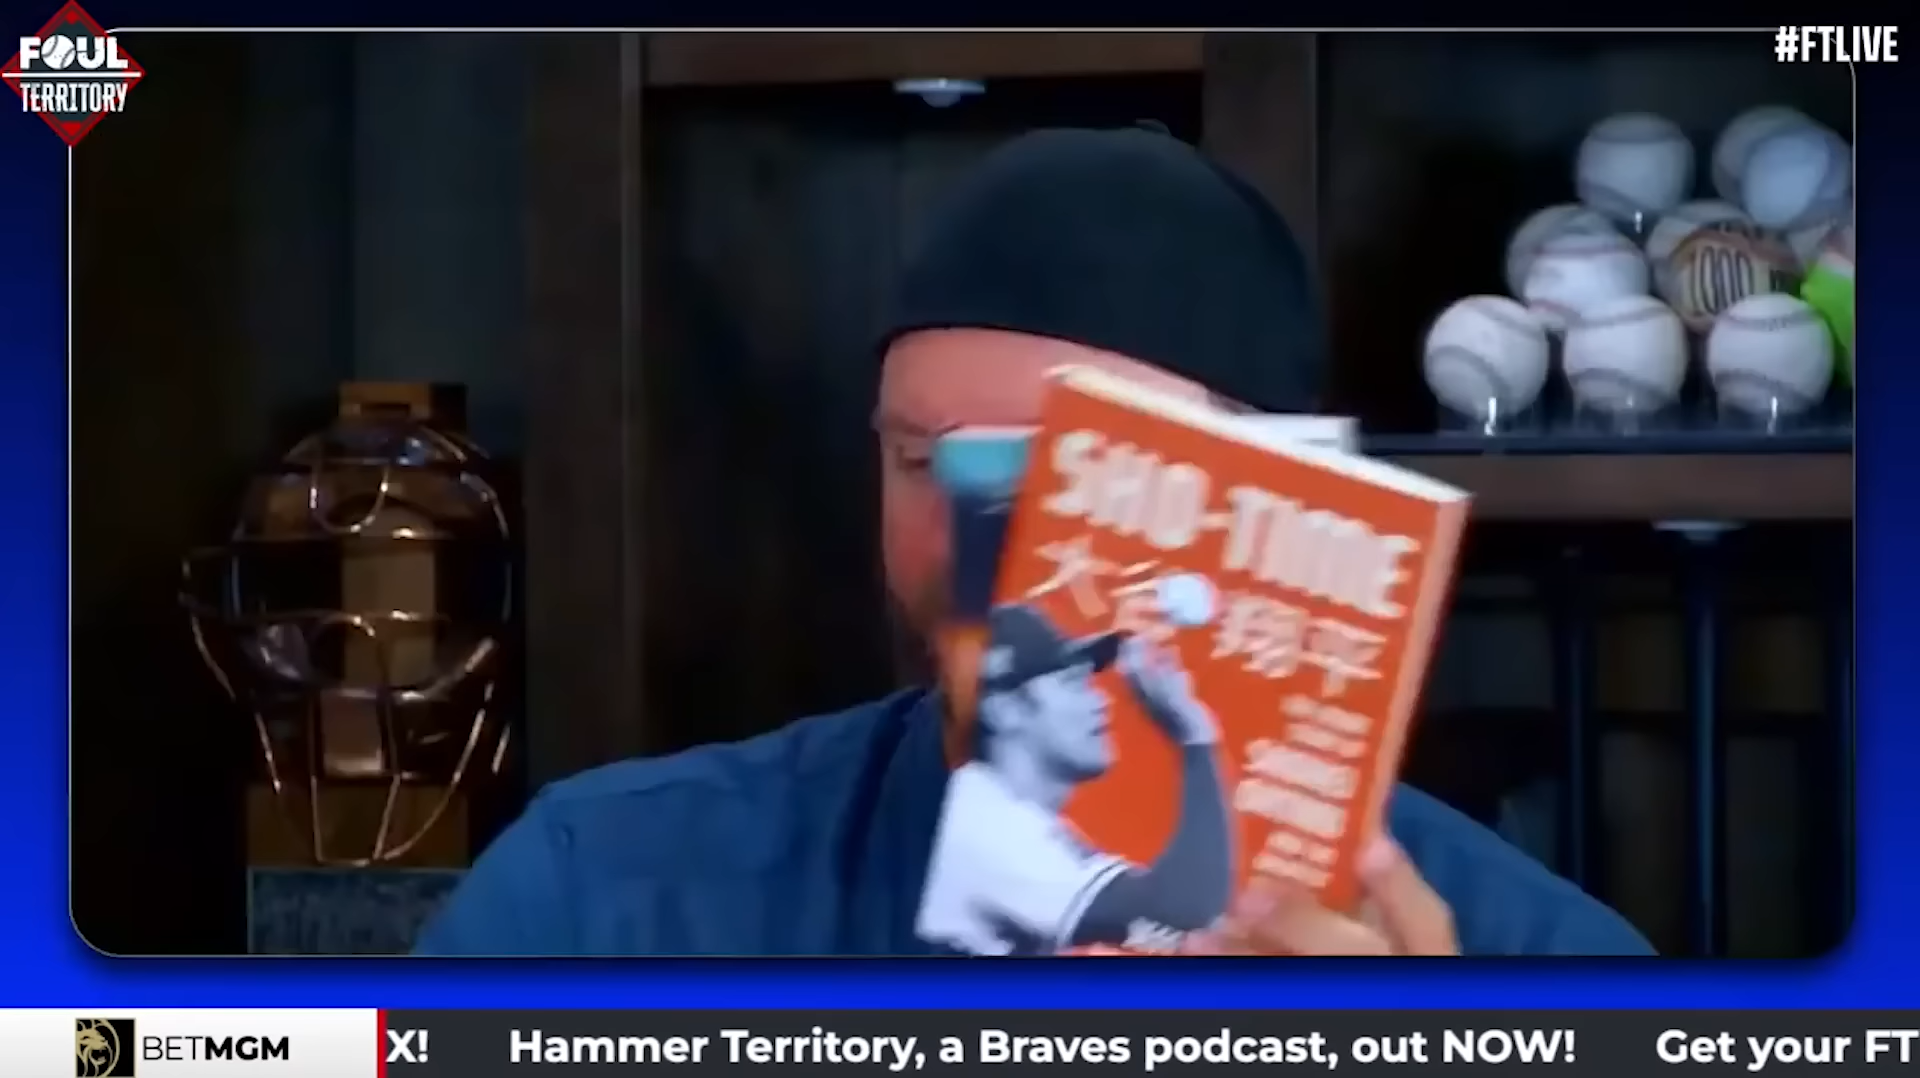 FOUL
TERRITORY
#FTLIVE
1000
SHO-TIME
大谷翔平
BETMGM
X!
Hammer Territory, a Braves podcast, out NOW!
Get your FT